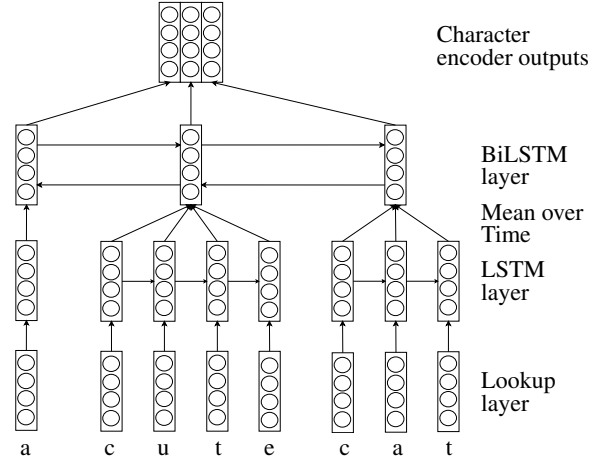 Character
encoder outputs
BiLSTM
layer
Mean over
Time
LSTM
layer
Lookup
layer
a c u t e c a t